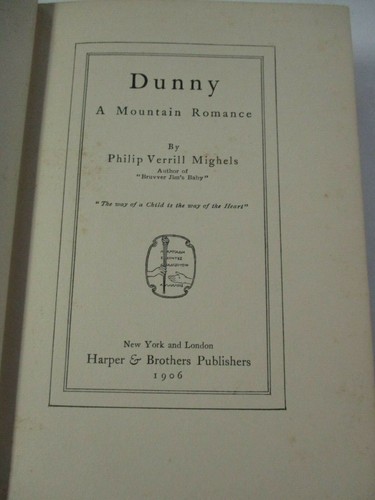 Dunny
A Mountain Romance
By
Philip Verrill Mighels
Author of
"Bruvver Jim's Baby"
"The way of a Child is the way of the Heart"
New York and London
Harper & Brothers Publishers
1906